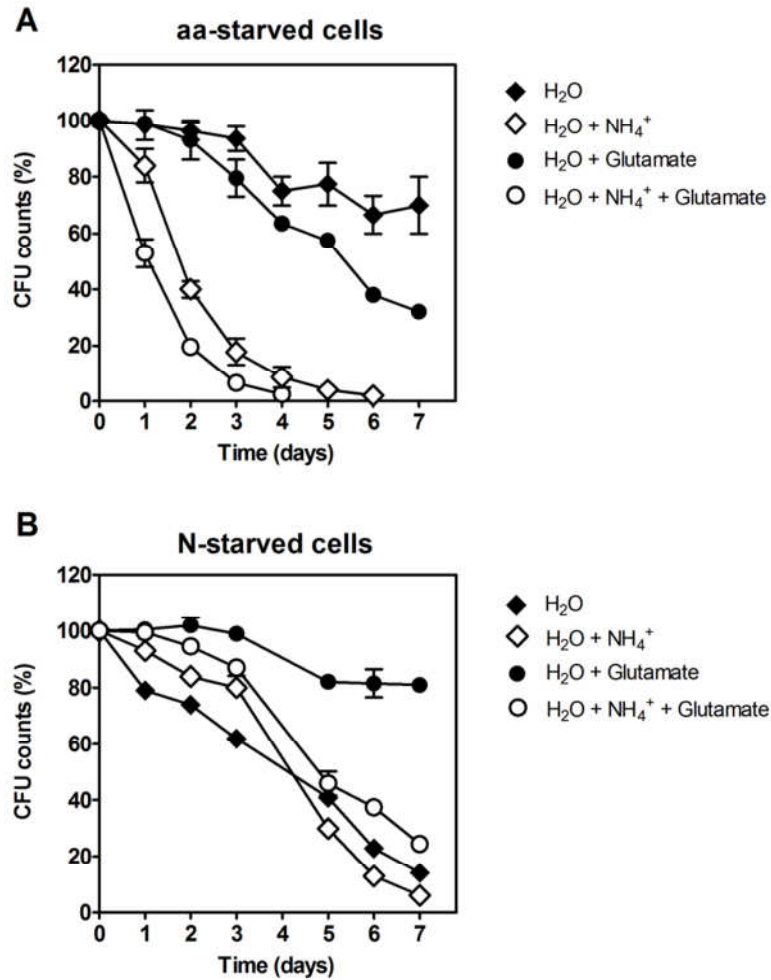 A
aa-starved cells
120
100
80
60
40
20
0
CFU counts (%)
0 1 2 3 4 5 6 7
Time (days)
H₂O
H₂O + NH₄⁺
H₂O + Glutamate
H₂O + NH₄⁺ + Glutamate
B
N-starved cells
120
100
80
60
40
20
0
CFU counts (%)
0 1 2 3 4 5 6 7
Time (days)
H₂O
H₂O + NH₄⁺
H₂O + Glutamate
H₂O + NH₄⁺ + Glutamate